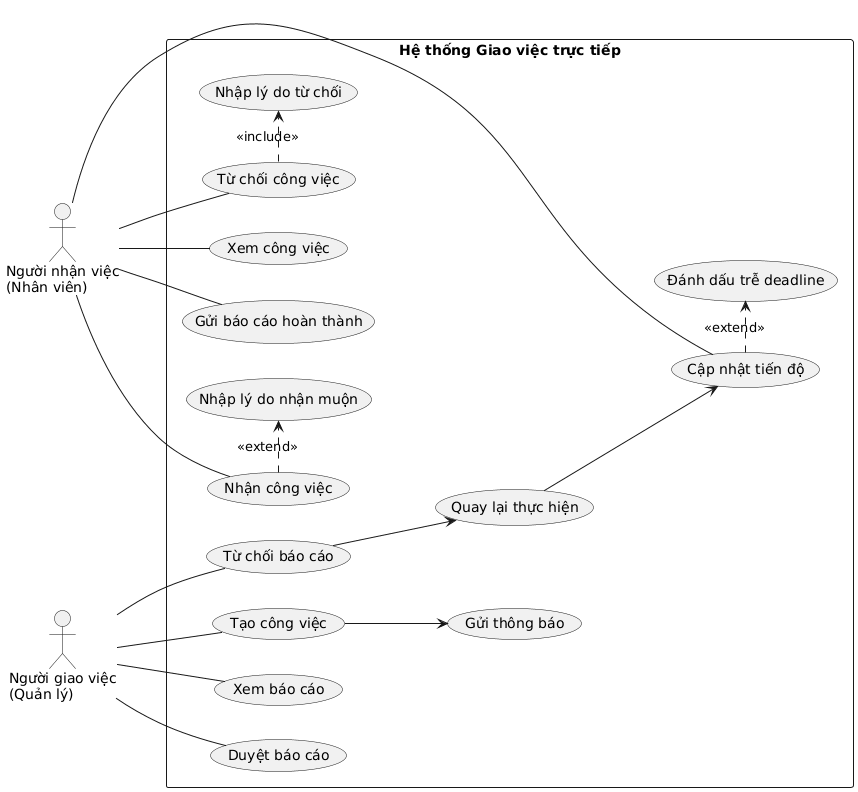 Hệ thống Giao việc trực tiếp
Nhập lý do từ chối
«include»
Từ chối công việc
Xem công việc
Người nhận việc
(Nhân viên)
Đánh dấu trễ deadline
Gửi báo cáo hoàn thành
«extend»
Cập nhật tiến độ
Nhập lý do nhận muộn
«extend»
Nhận công việc
Quay lại thực hiện
Từ chối báo cáo
Tạo công việc
Gửi thông báo
Người giao việc
(Quản lý)
Xem báo cáo
Duyệt báo cáo